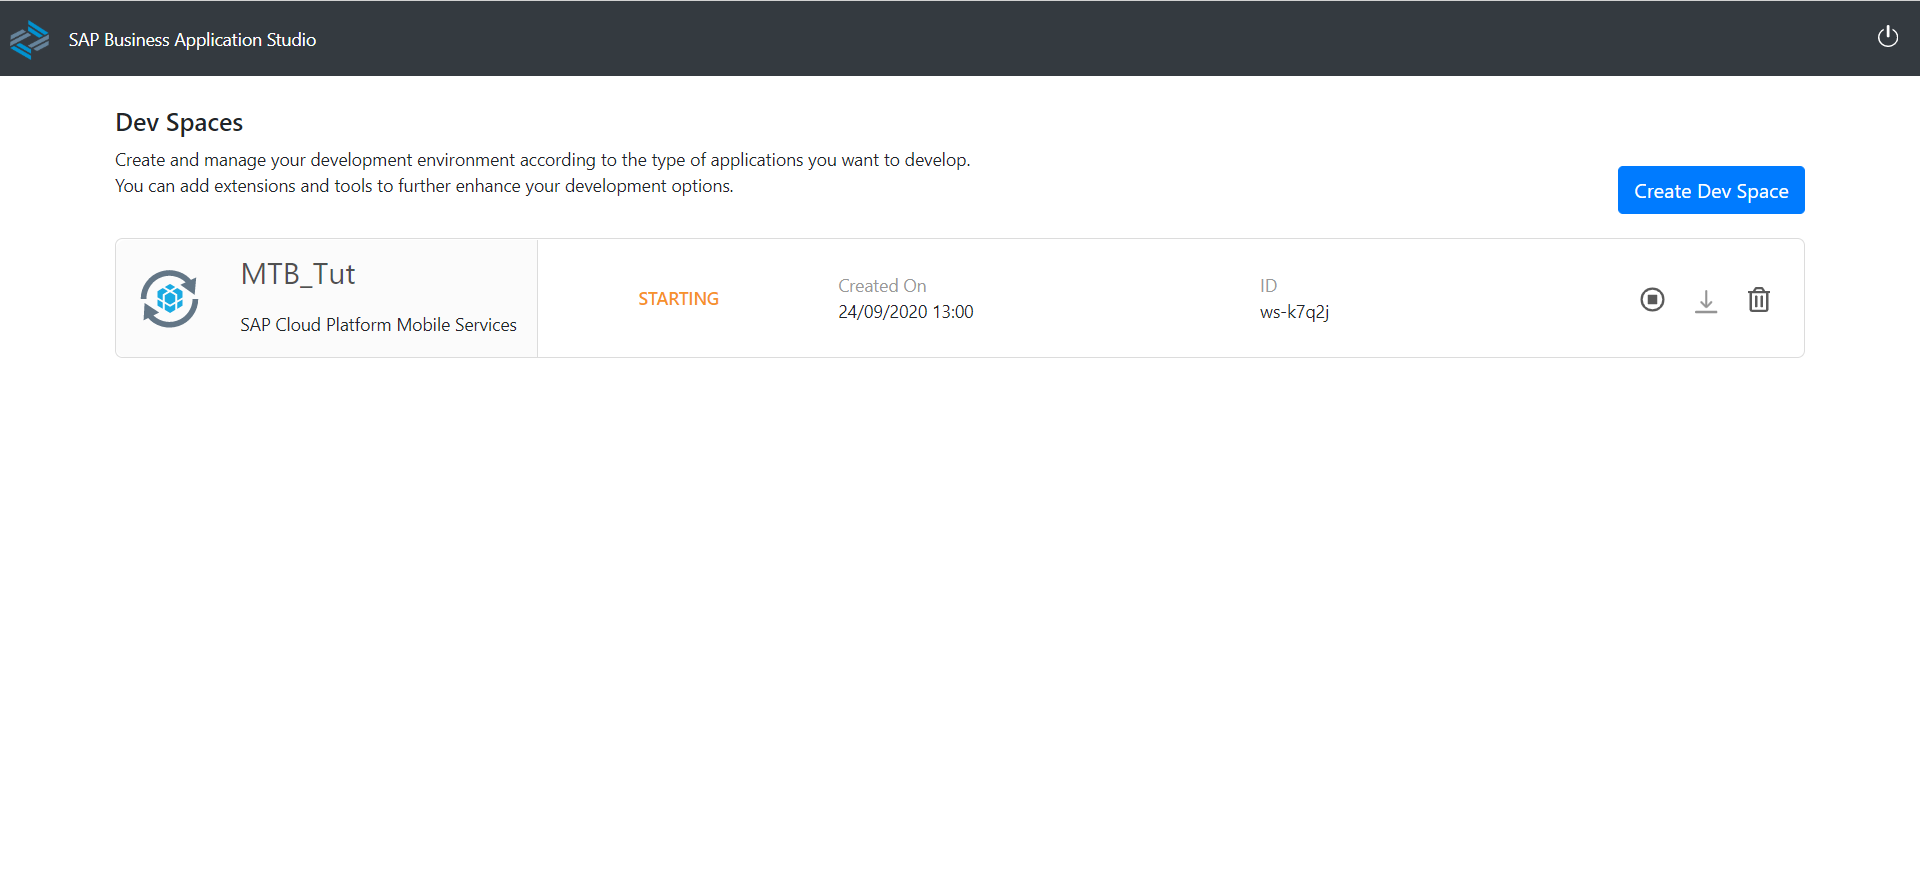 SAP Business Application Studio
Dev Spaces
Create and manage your development environment according to the type of applications you want to develop.
You can add extensions and tools to further enhance your development options.
Create Dev Space
MTB_Tut
SAP Cloud Platform Mobile Services
STARTING
Created On
24/09/2020 13:00
ID
ws-k7q2j